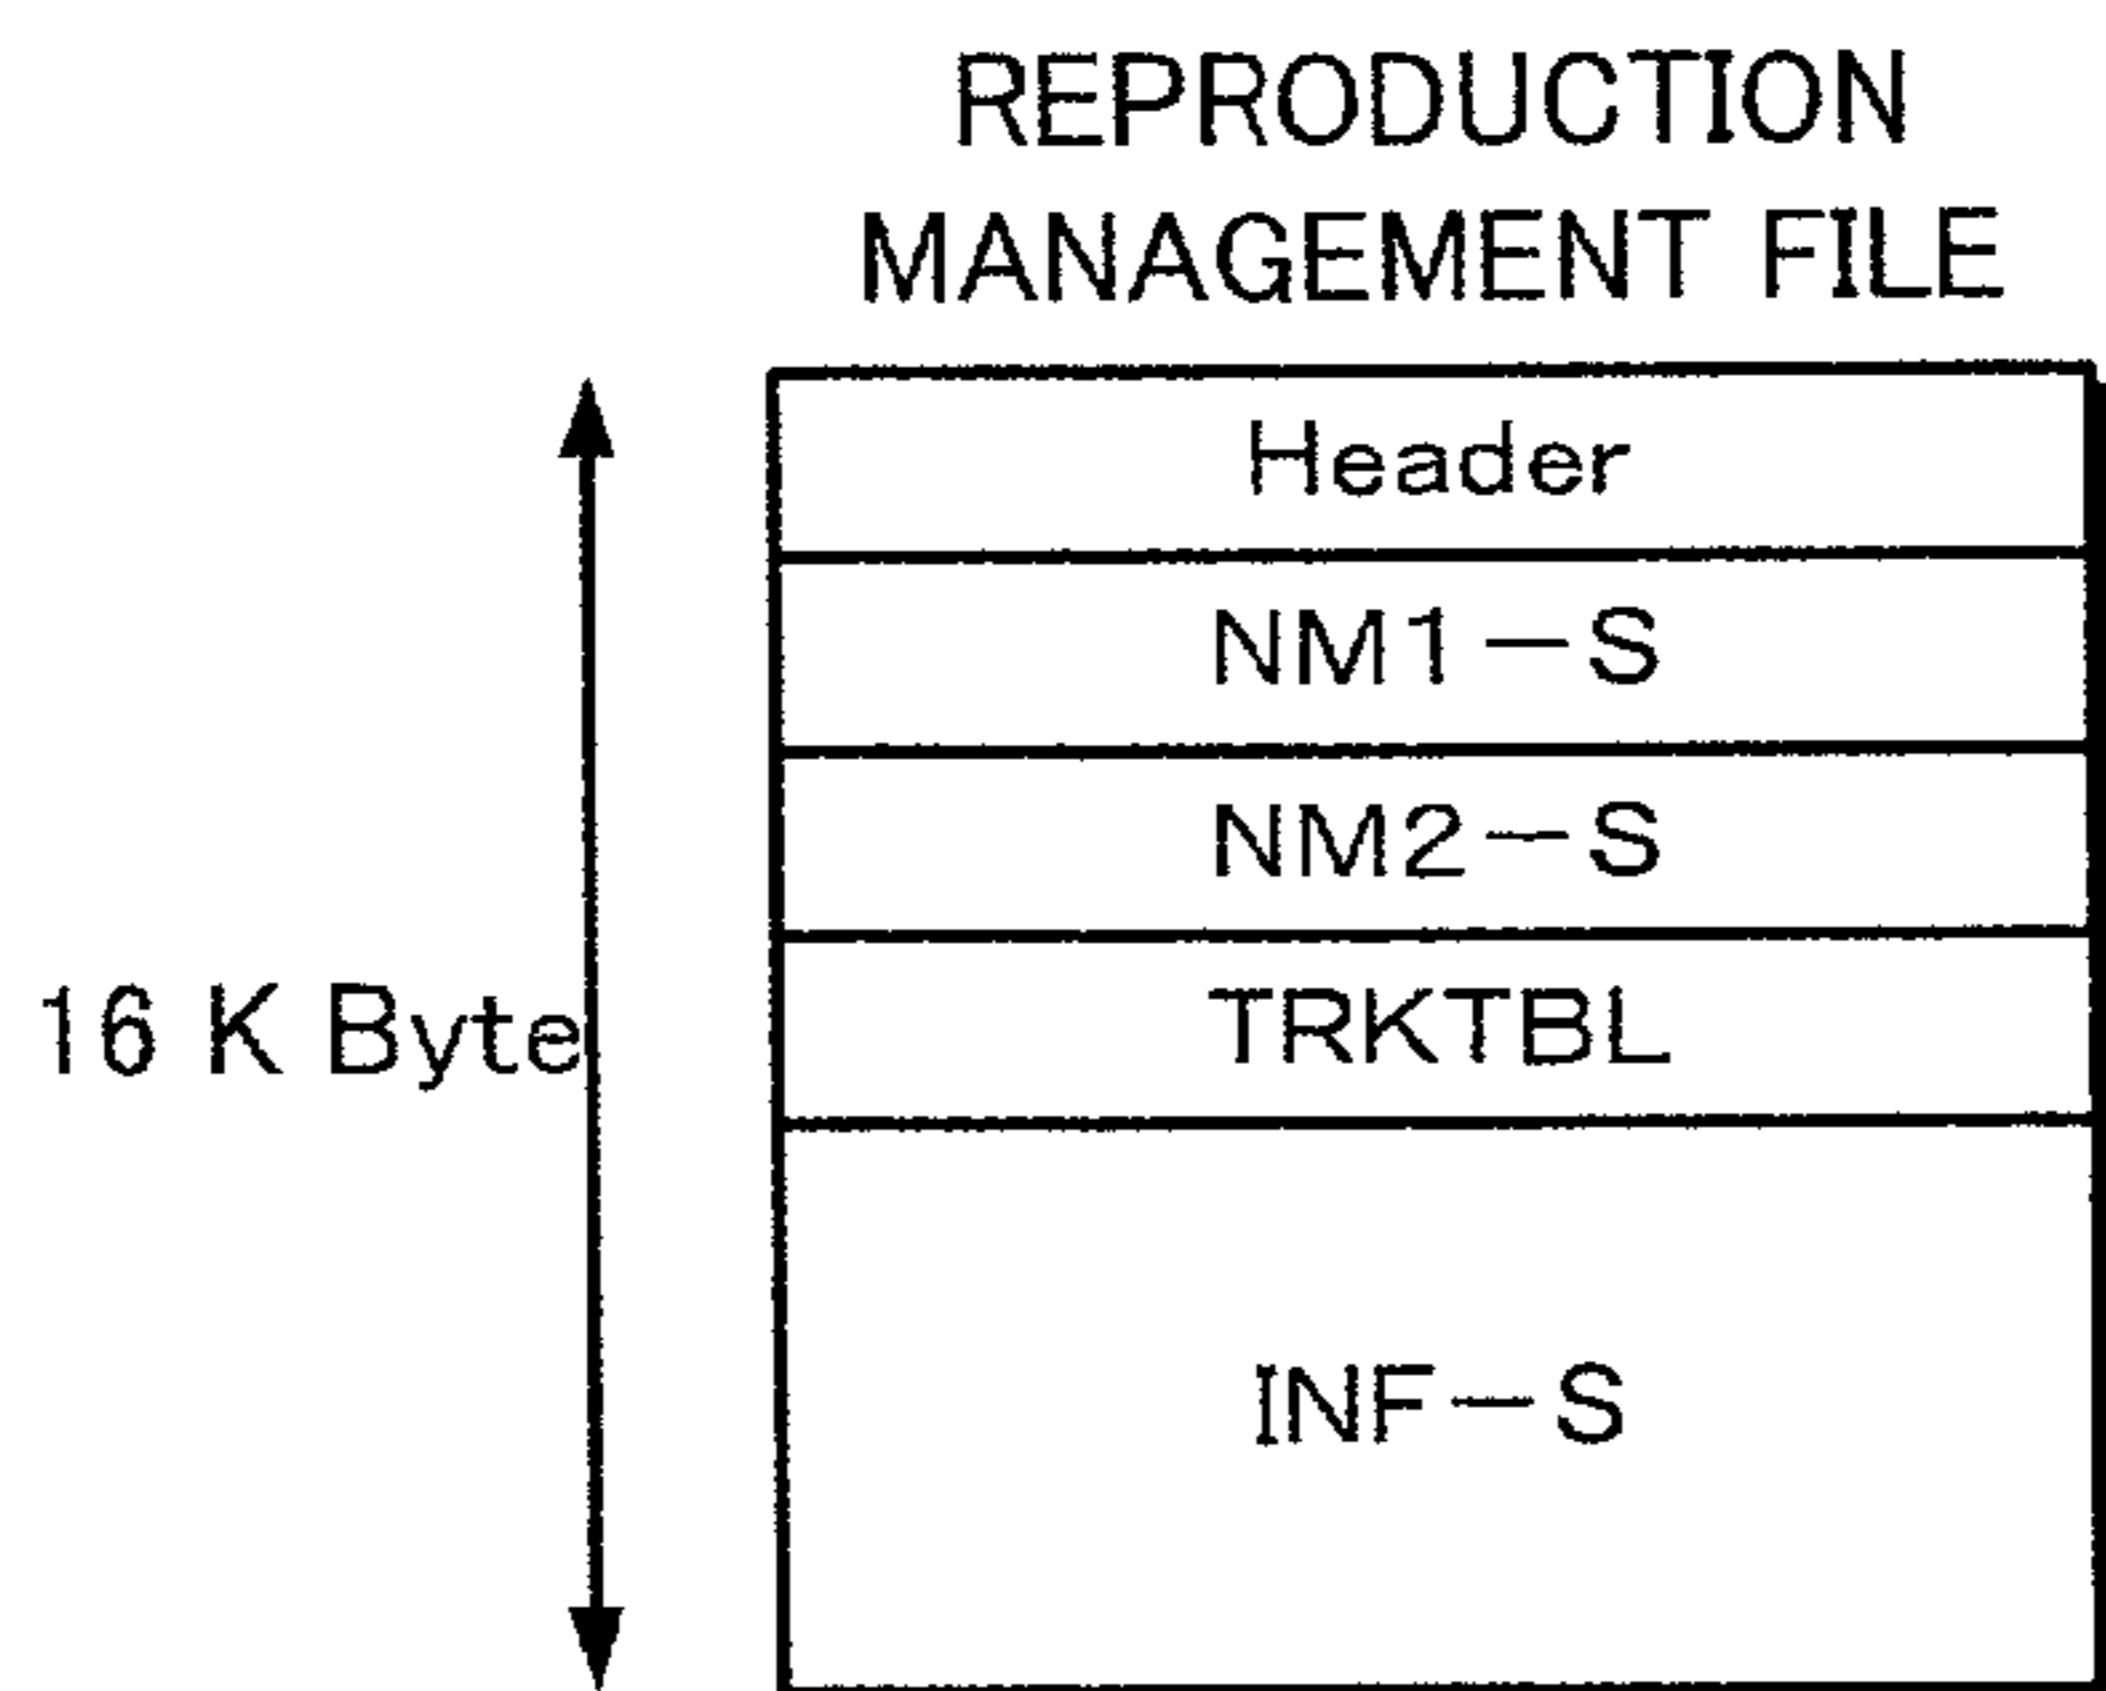 REPRODUCTION
MANAGEMENT FILE
Header
NM1-S
NM2-S
TRKTBL
16 K Byte
INF-S